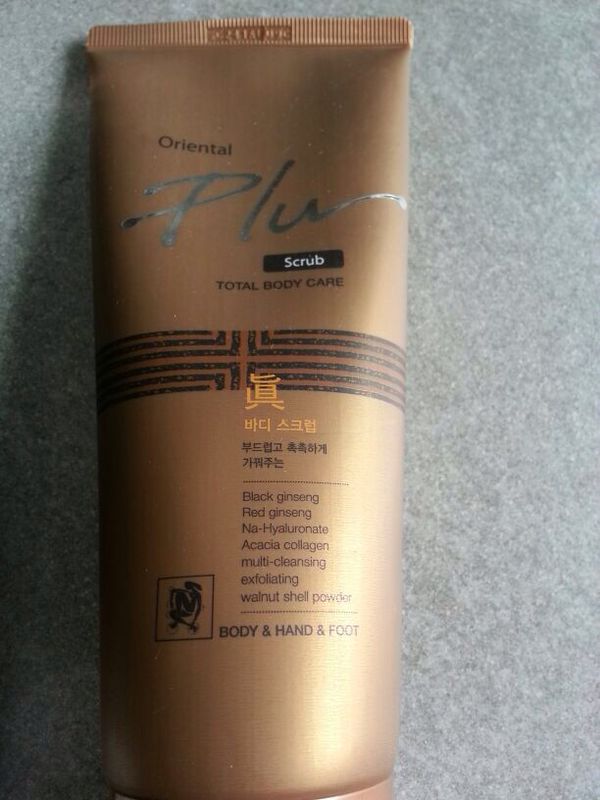 Oriental
Plu
Scrub
TOTAL BODY CARE
眞
바디 스크럽
부드럽고 촉촉하게
가꿔주는
Black ginseng
Red ginseng
Na-Hyaluronate
Acacia collagen
multi-cleansing
exfoliating
walnut shell powder
BODY & HAND & FOOT